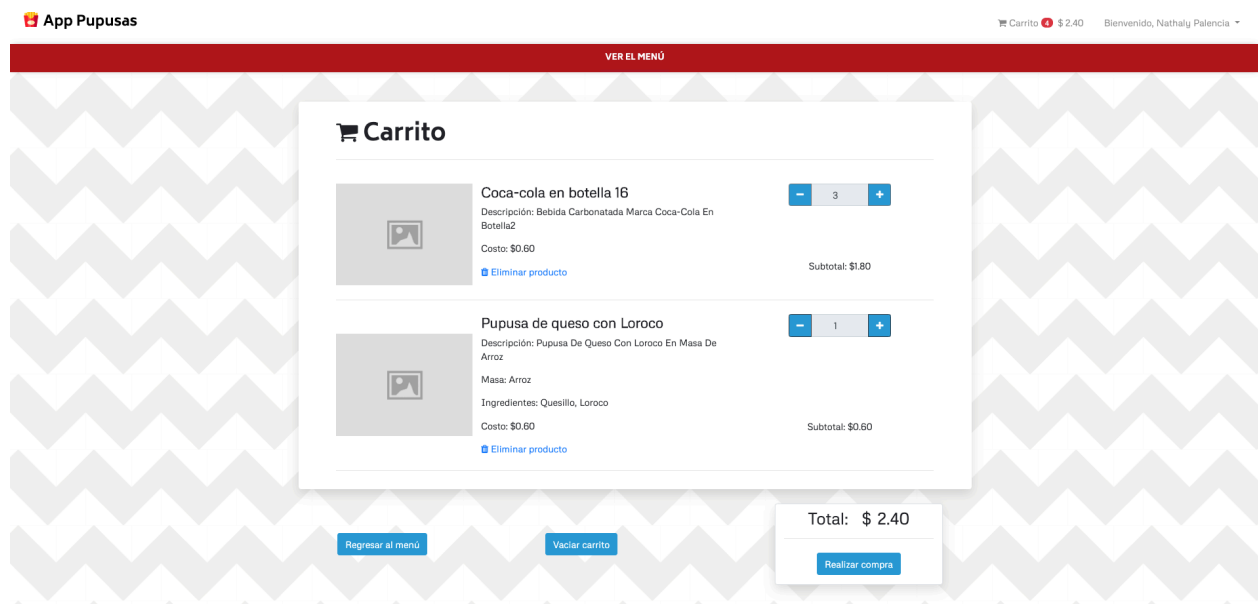 App Pupusas
Carrito 4 $ 2.40 Bienvenido, Nathaly Palencia
VER EL MENÚ
Carrito
Coca-cola en botella 16
3
Descripción: Bebida Carbonatada Marca Coca-Cola En
Botella2
Costo: $0.60
Eliminar producto
Subtotal: $1.80
Pupusa de queso con Loroco
1
Descripción: Pupusa De Queso Con Loroco En Masa De
Arroz
Masa: Arroz
Ingredientes: Quesillo, Loroco
Costo: $0.60
Subtotal: $0.60
Eliminar producto
Total: $ 2.40
Regresar al menú
Vaciar carrito
Realizar compra